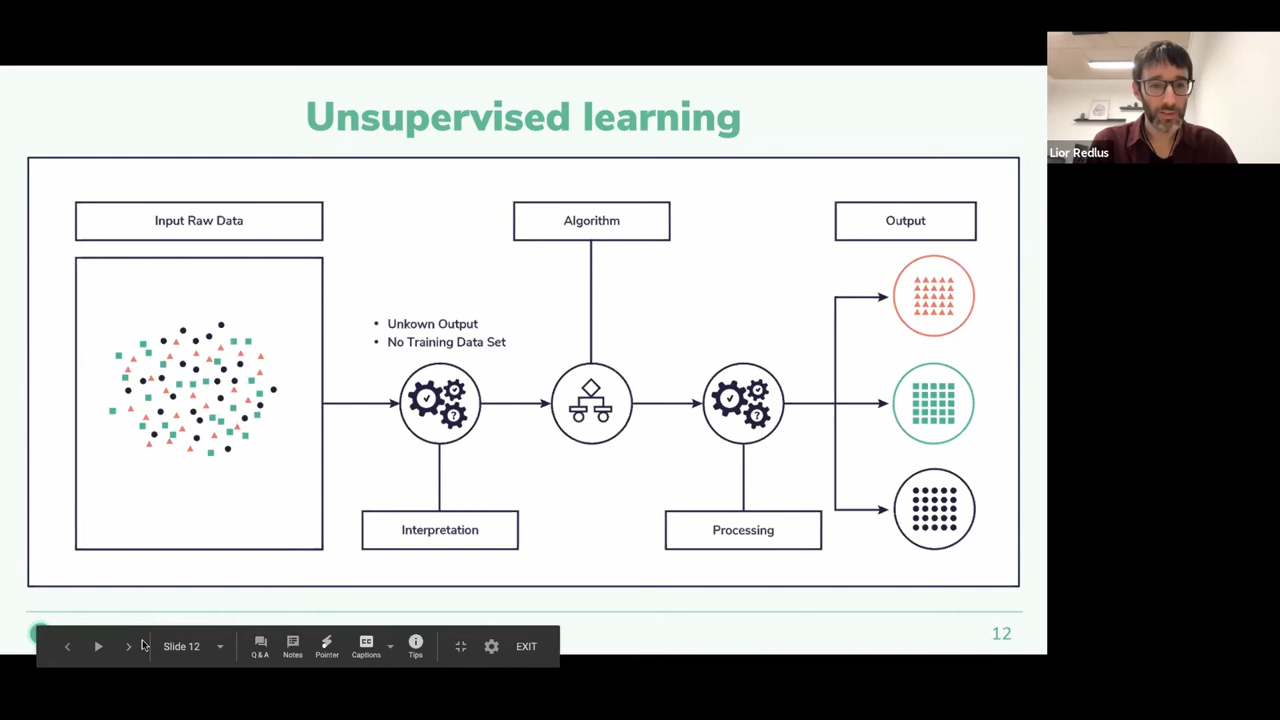 Unsupervised learning
Input Raw Data
Algorithm
Output
• Unkown Output
• No Training Data Set
Interpretation
Processing
12
Slide 12
Q & A
Notes
Pointer
Captions
Tips
EXIT
CC
Lior Redlus